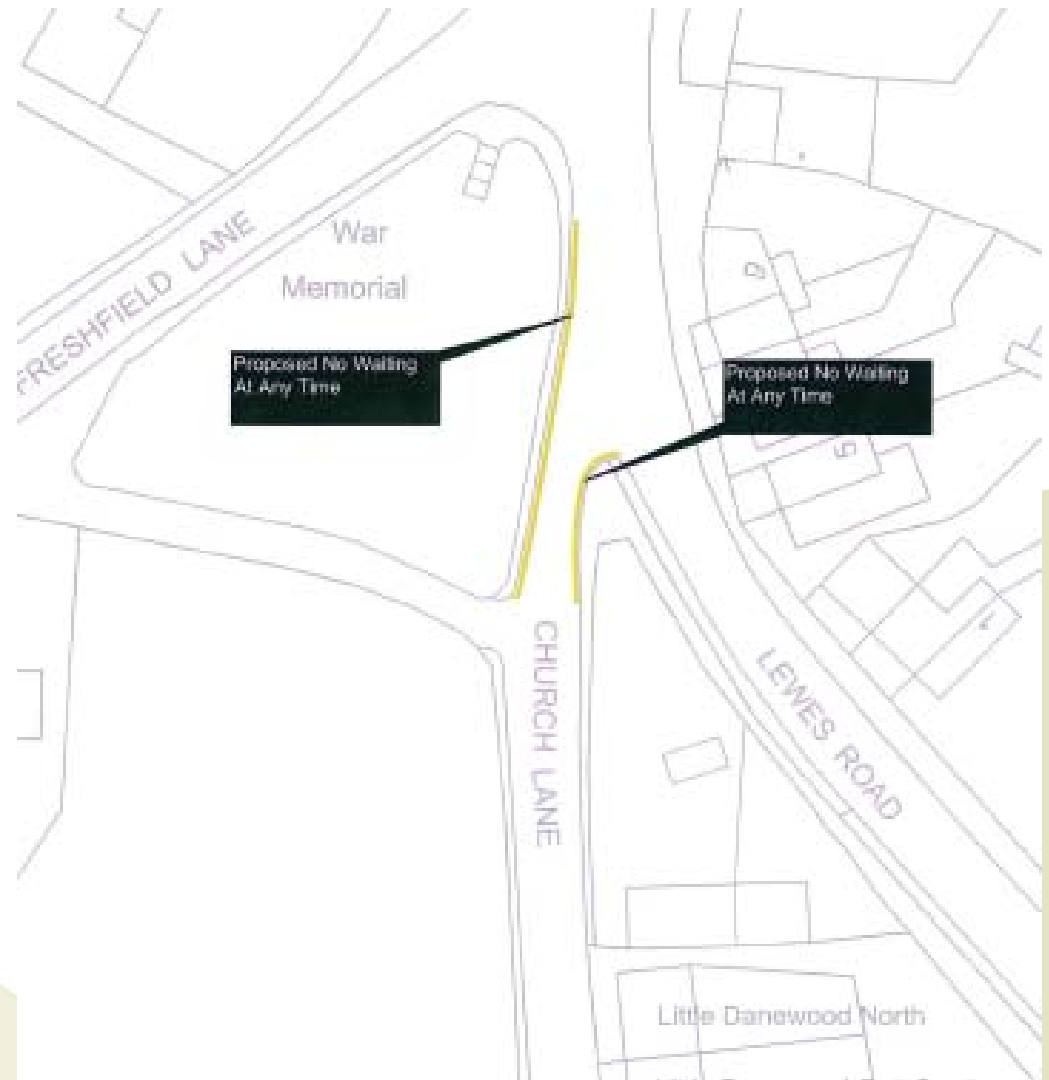 War
Memorial
FRESHFIELD LANE
Proposed No Waiting
At Any Time
Proposed No Waiting
At Any Time
CHURCH LANE
LEWES ROAD
Little Danewood North